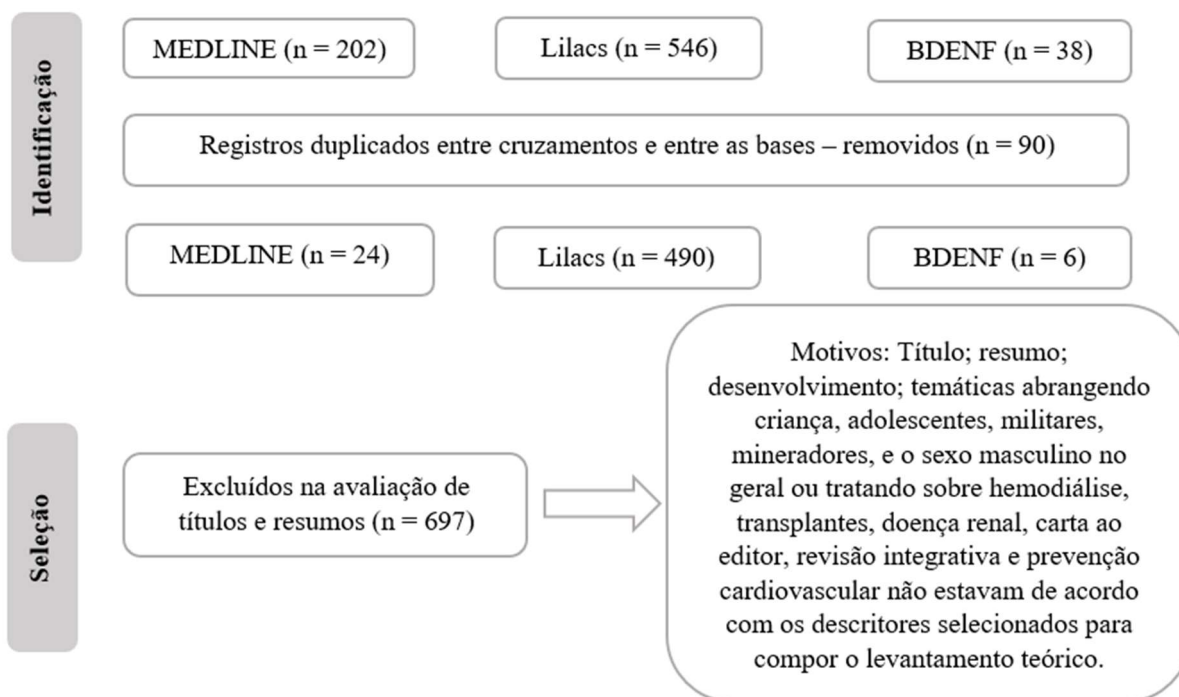 Identificação
MEDLINE (n = 202)
Lilacs (n = 546)
BDENF (n = 38)
Registros duplicados entre cruzamentos e entre as bases – removidos (n = 90)
MEDLINE (n = 24)
Lilacs (n = 490)
BDENF (n = 6)
Seleção
Excluídos na avaliação de
títulos e resumos (n = 697)
Motivos: Título; resumo;
desenvolvimento; temáticas abrangendo
criança, adolescentes, militares,
mineradores, e o sexo masculino no
geral ou tratando sobre hemodiálise,
transplantes, doença renal, carta ao
editor, revisão integrativa e prevenção
cardiovascular não estavam de acordo
com os descritores selecionados para
compor o levantamento teórico.